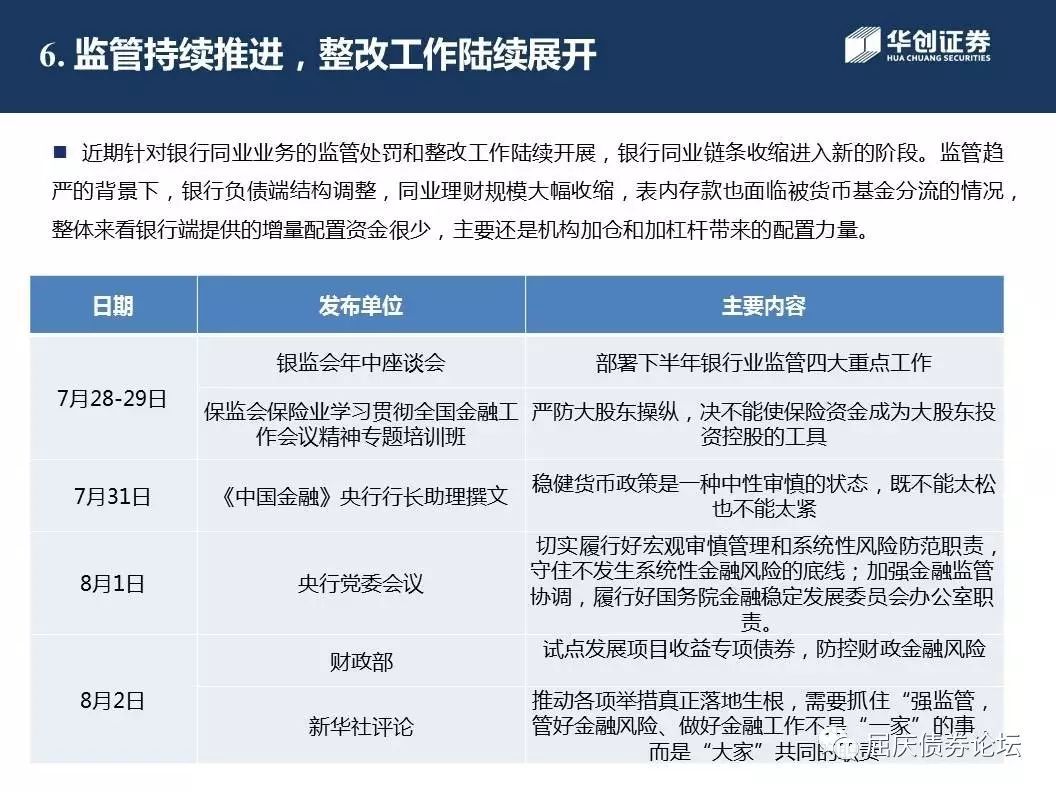 6. 监管持续推进，整改工作陆续展开
华创证券
HUA CHUANG SECURITIES
■ 近期针对银行同业业务的监管处罚和整改工作陆续开展，银行同业链条收缩进入新的阶段。监管趋
严的背景下，银行负债端结构调整，同业理财规模大幅收缩，表内存款也面临被货币基金分流的情况，
整体来看银行端提供的增量配置资金很少，主要还是机构加仓和加杠杆带来的配置力量。
日期 发布单位 主要内容
7月28-29日
银监会年中座谈会 部署下半年银行业监管四大重点工作
保监会保险业学习贯彻全国金融工
作会议精神专题培训班
严防大股东操纵，决不能使保险资金成为大股东投
资控股的工具
7月31日
《中国金融》央行行长助理撰文
稳健货币政策是一种中性审慎的状态，既不能太松
也不能太紧
8月1日
央行党委会议
切实履行好宏观审慎管理和系统性风险防范职责，
守住不发生系统性金融风险的底线；加强金融监管
协调，履行好国务院金融稳定发展委员会办公室职
责。
8月2日
财政部
试点发展项目收益专项债券，防控财政金融风险
新华社评论
推动各项举措真正落地生根，需要抓住“强监管，
管好金融风险、做好金融工作不是“一家”的事
而是“大家”共同的职责
屈庆债券论坛